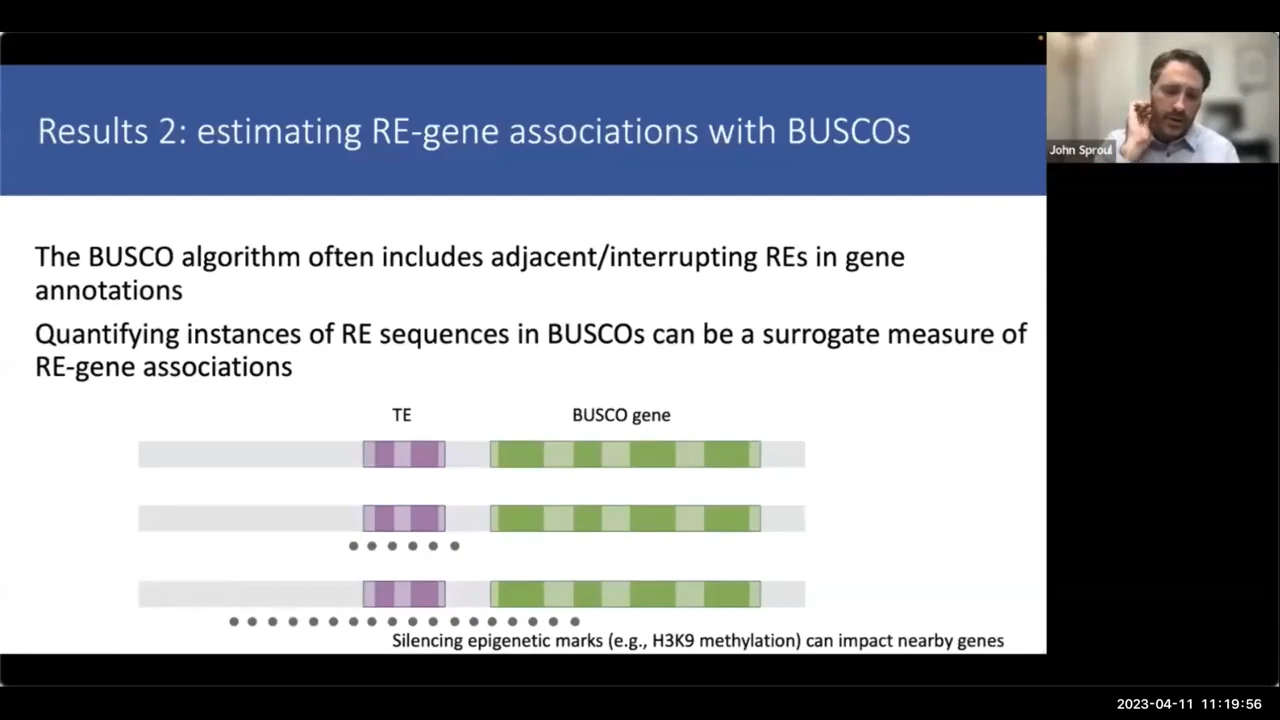 Results 2: estimating RE-gene associations with BUSCOs
John Sproul
The BUSCO algorithm often includes adjacent/interrupting REs in gene
annotations
Quantifying instances of RE sequences in BUSCOs can be a surrogate measure of
RE-gene associations
TE
BUSCO gene
Silencing epigenetic marks (e.g., H3K9 methylation) can impact nearby genes
2023-04-11 11:19:56